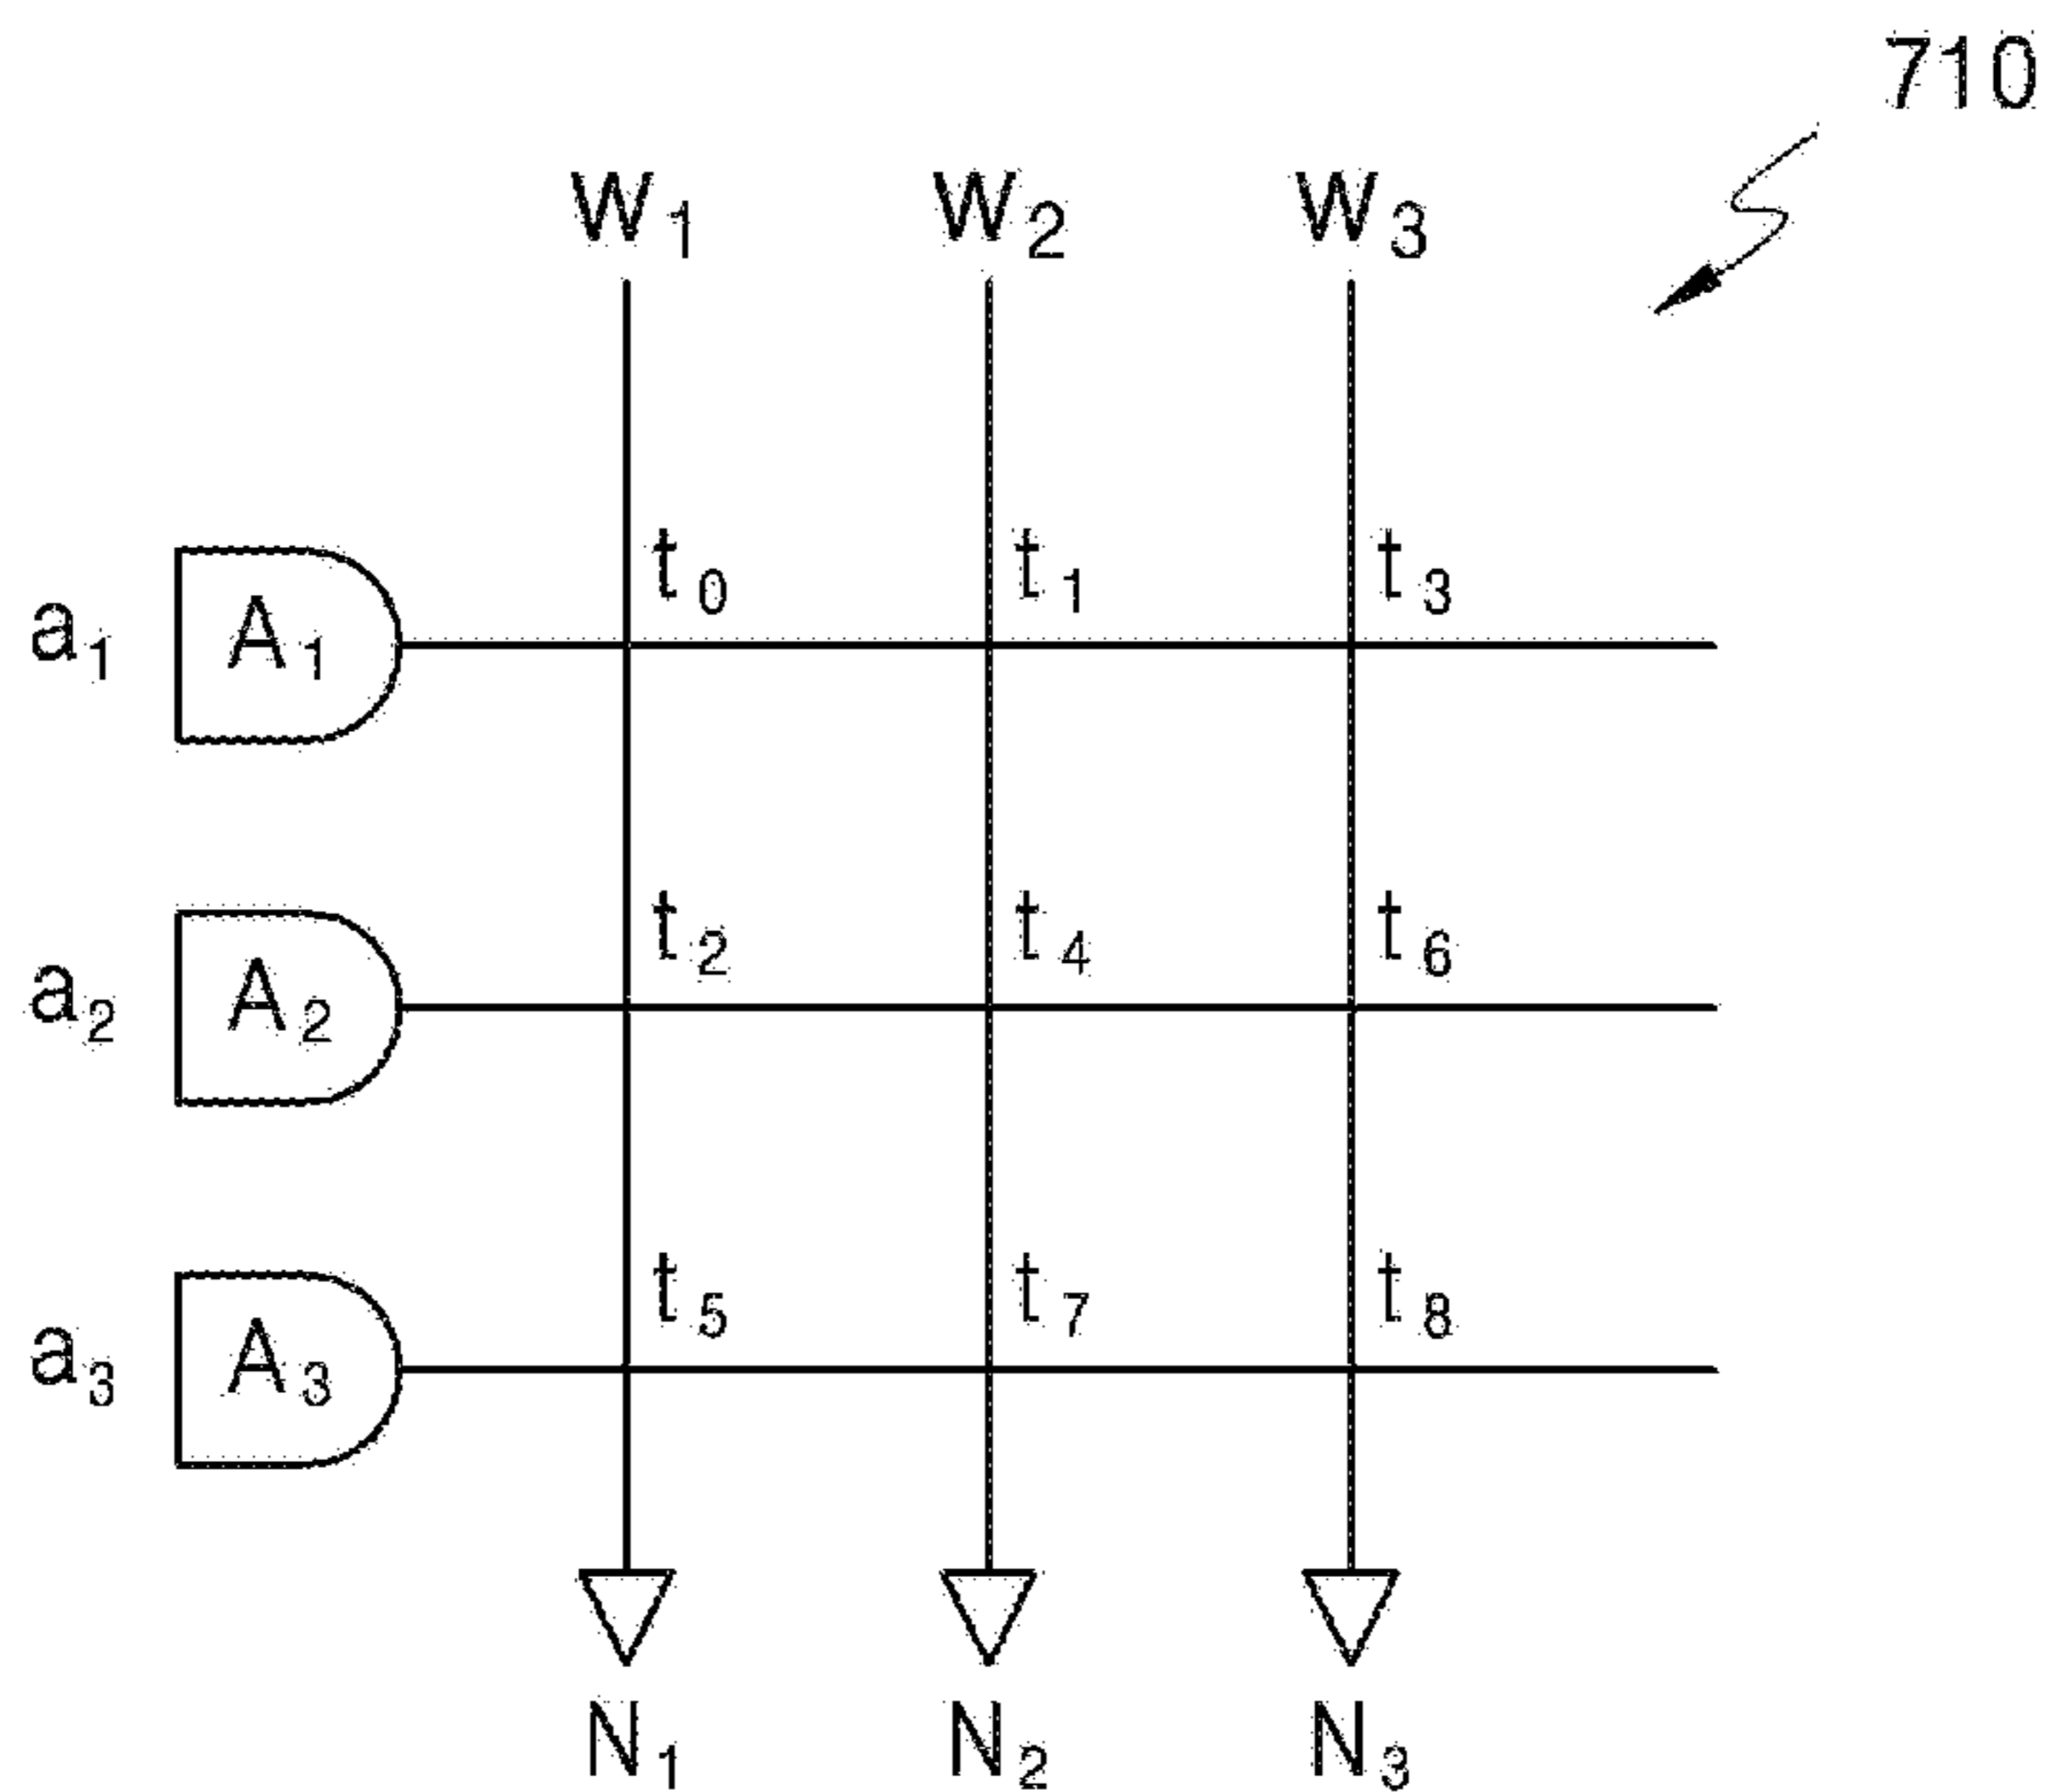 710
W1 W2 W3
t0 t1 t3
a1 A1
t2 t4 t6
a2 A2
t5 t7 t8
a3 A3
N1 N2 N3